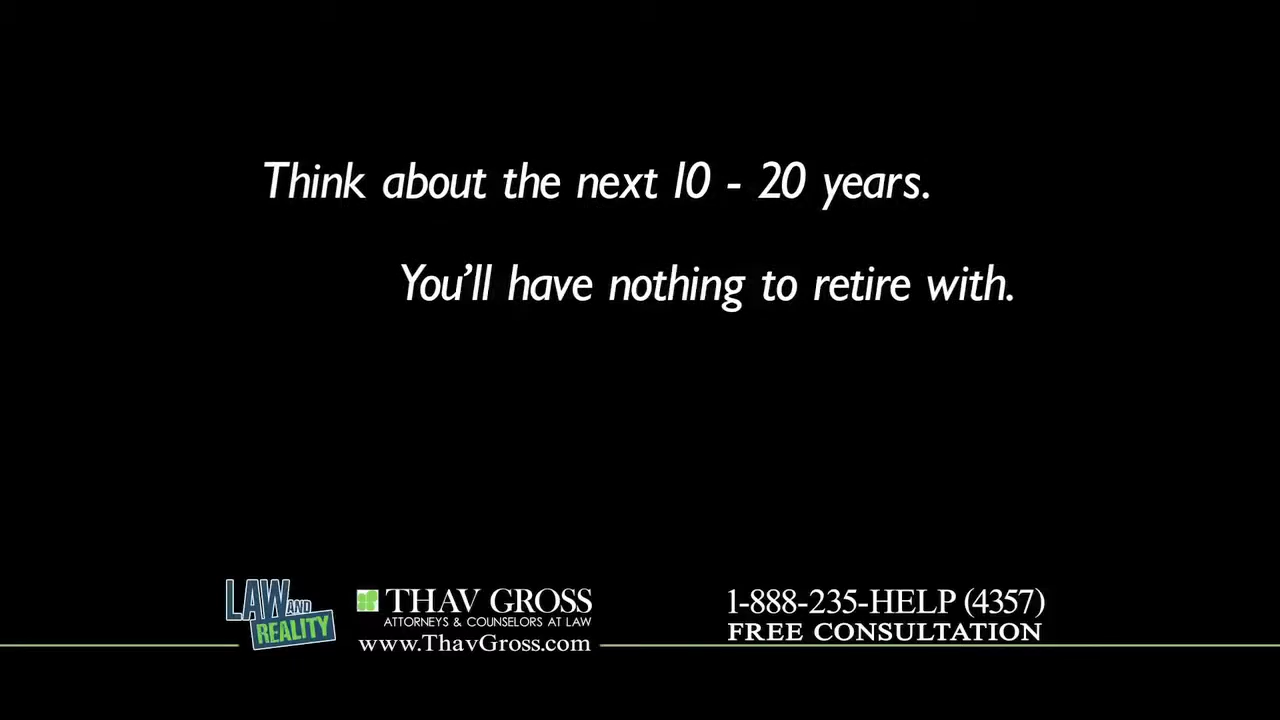 Think about the next 10 - 20 years.
You'll have nothing to retire with.
LAW AND REALITY
THAV GROSS
ATTORNEYS & COUNSELORS AT LAW
www.ThavGross.com
1-888-235-HELP (4357)
FREE CONSULTATION